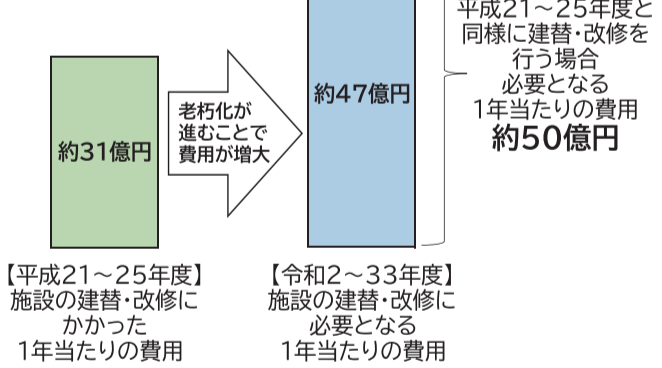 平成21～25年度と
同様に建替・改修を
行う場合
必要となる
1年当たりの費用
約50億円
約31億円
老朽化が
進むことで
費用が増大
約47億円
【平成21～25年度】
施設の建替・改修に
かかった
1年当たりの費用
【令和2～33年度】
施設の建替・改修に
必要となる
1年当たりの費用